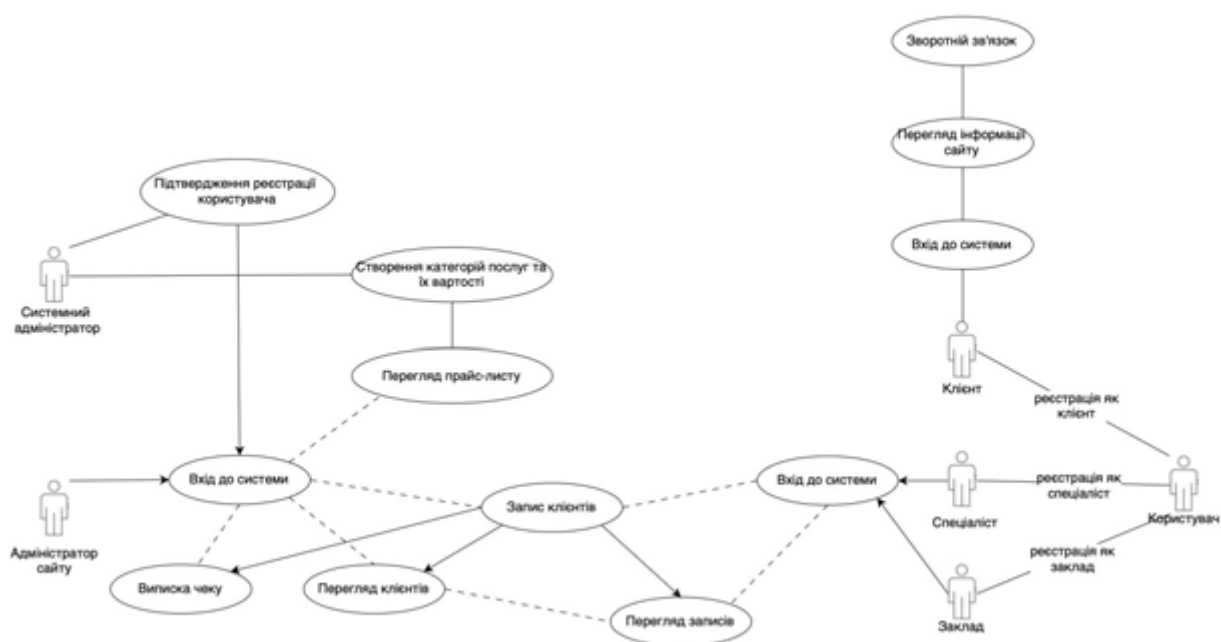 Зворотній зв'язок
Перегляд інформації
сайту
Підтвердження реєстрації
користувача
Вхід до системи
Створення категорій послуг та
їх вартості
Системний
адміністратор
Перегляд прайс-листу
Клієнт
реєстрація як
клієнт
Вхід до системи
Запис клієнтів
Вхід до системи
реєстрація як
спеціаліст
Спеціаліст
Користувач
Адміністратор
сайту
Виписка чеку
Перегляд клієнтів
реєстрація як
заклад
Перегляд записів
Заклад